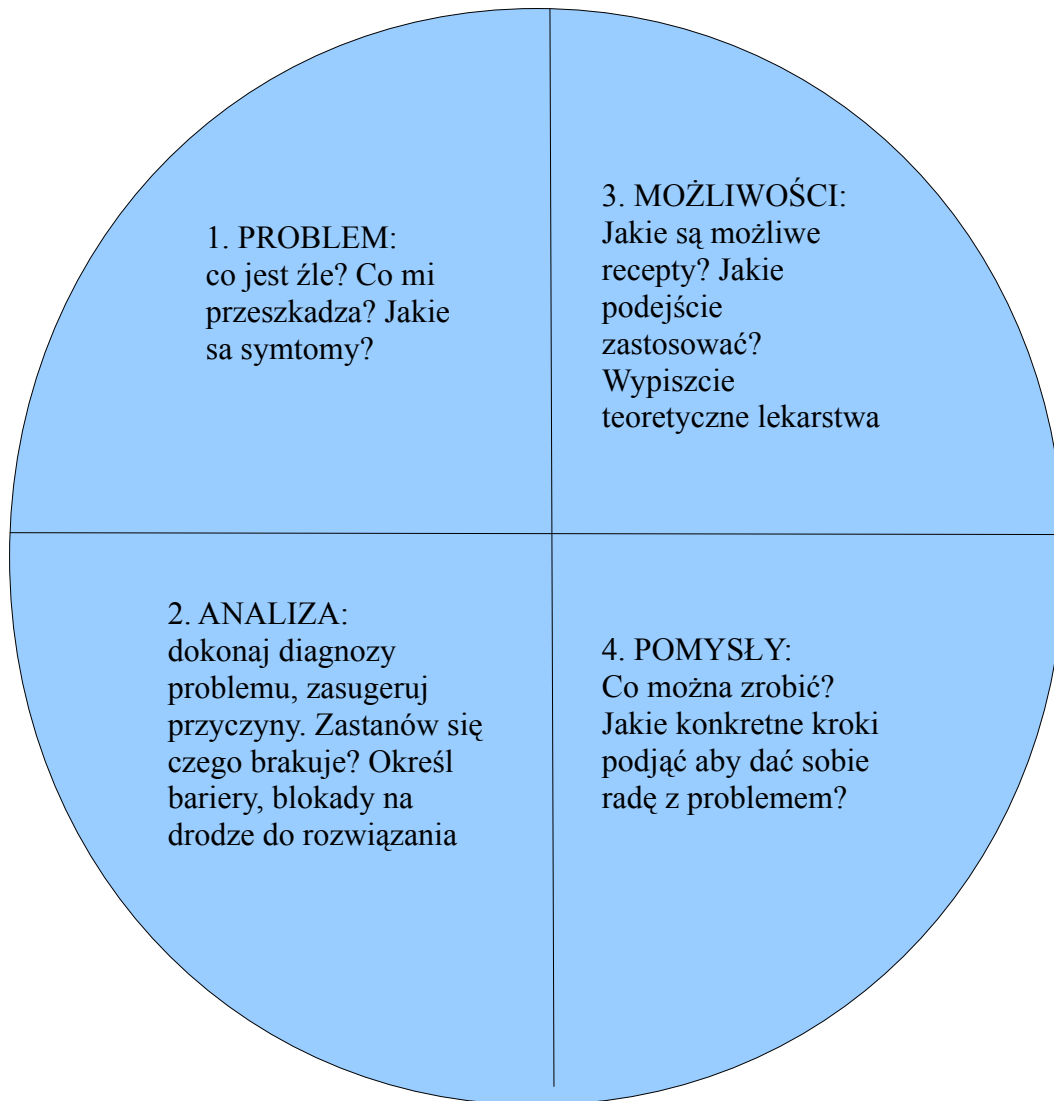 1. PROBLEM:
co jest źle? Co mi
przeszkadza? Jakie
sa symtomy?
2. ANALIZA:
dokonaj diagnozy
problemu, zasugeruj
przyczyny. Zastanów się
czego brakuje? Określ
bariery, blokady na
drodze do rozwiązania
3. MOŻLIWOŚCI:
Jakie są możliwe
recepty? Jakie
podejście
zastosować?
Wypiszcie
teoretyczne lekarstwa
4. POMYSŁY:
Co można zrobić?
Jakie konkretne kroki
podjąć aby dać sobie
radę z problemem?